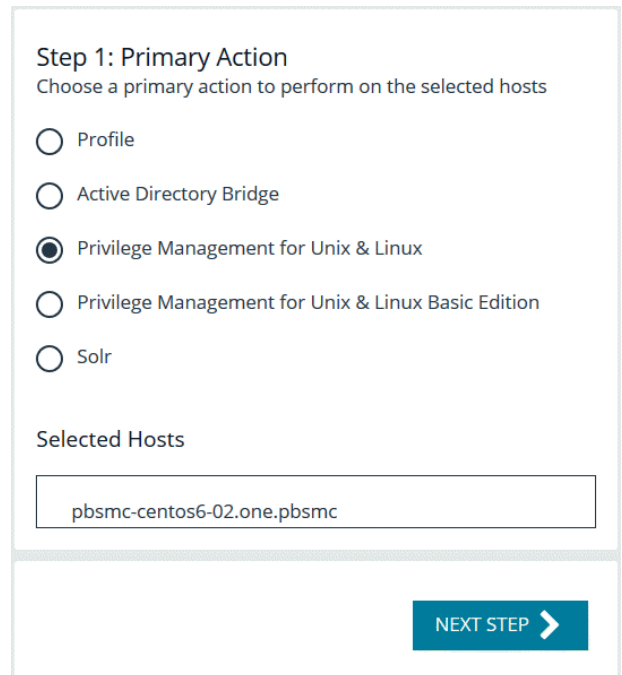 Step 1: Primary Action
Choose a primary action to perform on the selected hosts
Profile
Active Directory Bridge
Privilege Management for Unix & Linux
Privilege Management for Unix & Linux Basic Edition
Solr
Selected Hosts
pbsmc-centos6-02.one.pbsmc
NEXT STEP